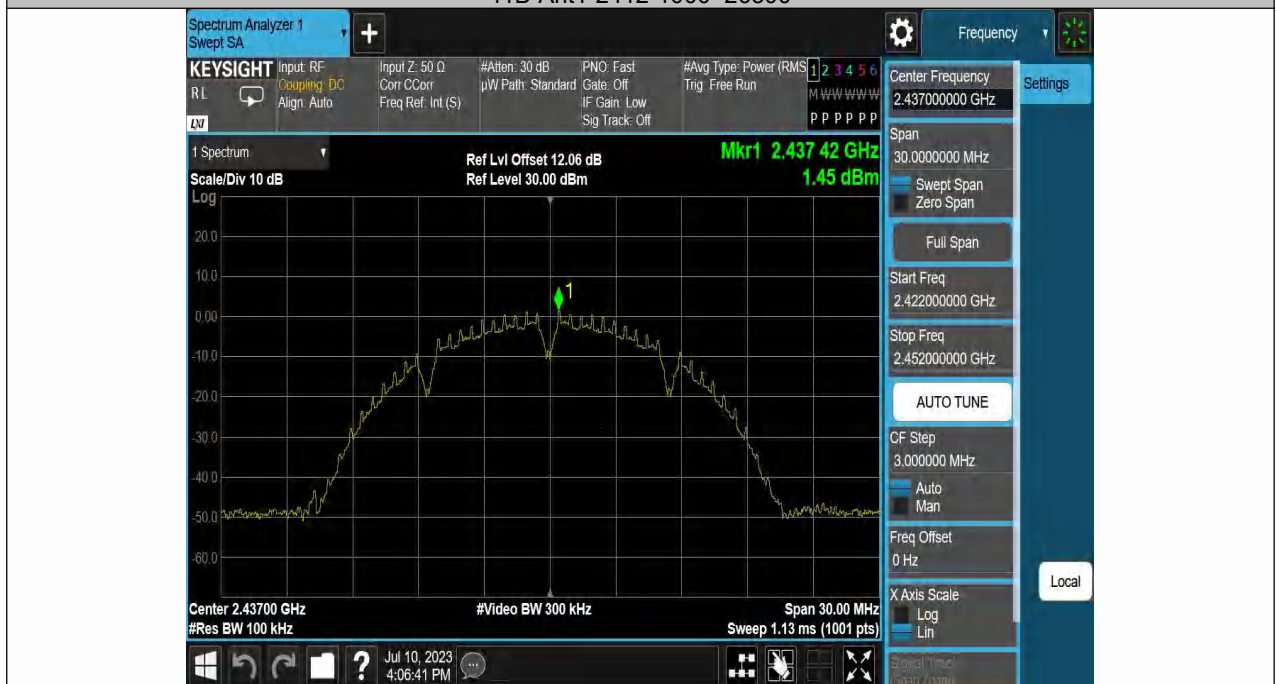 Spectrum Analyzer 1
Swept SA
+
Frequency
KEYSIGHT
RL
LXI
Input: RF
Coupling: DC
Align: Auto
Input Z: 50 Ω
Corr CCorr
Freq Ref: Int (S)
#Atten: 30 dB
µW Path: Standard
PNO: Fast
Gate: Off
IF Gain: Low
Sig Track: Off
#Avg Type: Power (RMS
Trig: Free Run
1 2 3 4 5 6
M W W W W W
P P P P P P
1 Spectrum
Scale/Div 10 dB
Log
Ref Lvl Offset 12.06 dB
Ref Level 30.00 dBm
Mkr1 2.437 42 GHz
1.45 dBm
20.0
10.0
0.00
-10.0
-20.0
-30.0
-40.0
-50.0
-60.0
1
Center 2.43700 GHz
#Res BW 100 kHz
#Video BW 300 kHz
Span 30.00 MHz
Sweep 1.13 ms (1001 pts)
Center Frequency
2.437000000 GHz
Span
30.0000000 MHz
Swept Span
Zero Span
Full Span
Start Freq
2.422000000 GHz
Stop Freq
2.452000000 GHz
AUTO TUNE
CF Step
3.000000 MHz
Auto
Man
Freq Offset
0 Hz
X Axis Scale
Log
Lin
Settings
Local
?
Jul 10, 2023
4:06:41 PM